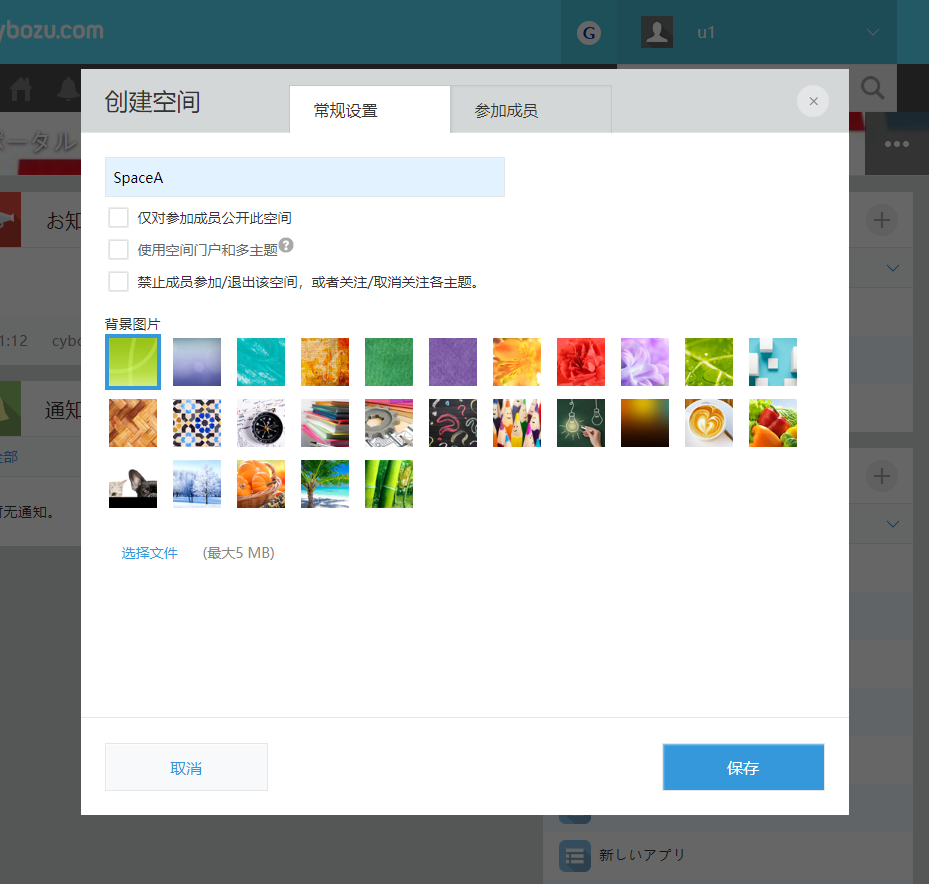 ybozu.com
G
u1
ータル
创建空间
常规设置
参加成员
×
SpaceA
仅对参加成员公开此空间
使用空间门户和多主题?
禁止成员参加/退出该空间，或者关注/取消关注各主题。
お知
1:12 cybo
通知
全部
暂无通知。
背景图片
选择文件 (最大5 MB)
取消
保存
新しいアプリ